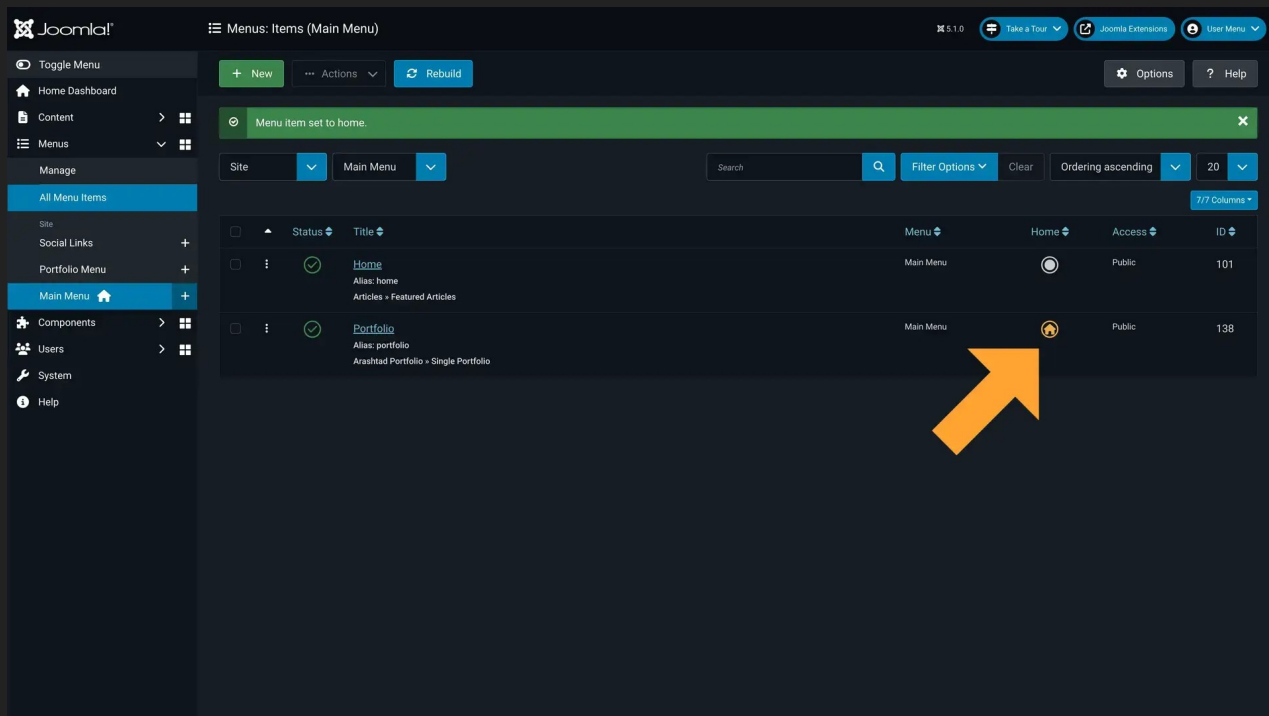 Joomla!
Menus: Items (Main Menu)
5.1.0
Take a Tour
Joomla Extensions
User Menu
Toggle Menu
Home Dashboard
Content
Menus
Manage
All Menu Items
Site
Social Links
Portfolio Menu
Main Menu
Components
Users
System
Help
+ New
··· Actions
Rebuild
Options
? Help
Menu item set to home.
Site
Main Menu
Search
Filter Options
Clear
Ordering ascending
20
7/7 Columns
Status Title Menu Home Access ID
Home Main Menu Public 101
Alias: home
Articles » Featured Articles
Portfolio Main Menu Public 138
Alias: portfolio
Arashtad Portfolio » Single Portfolio